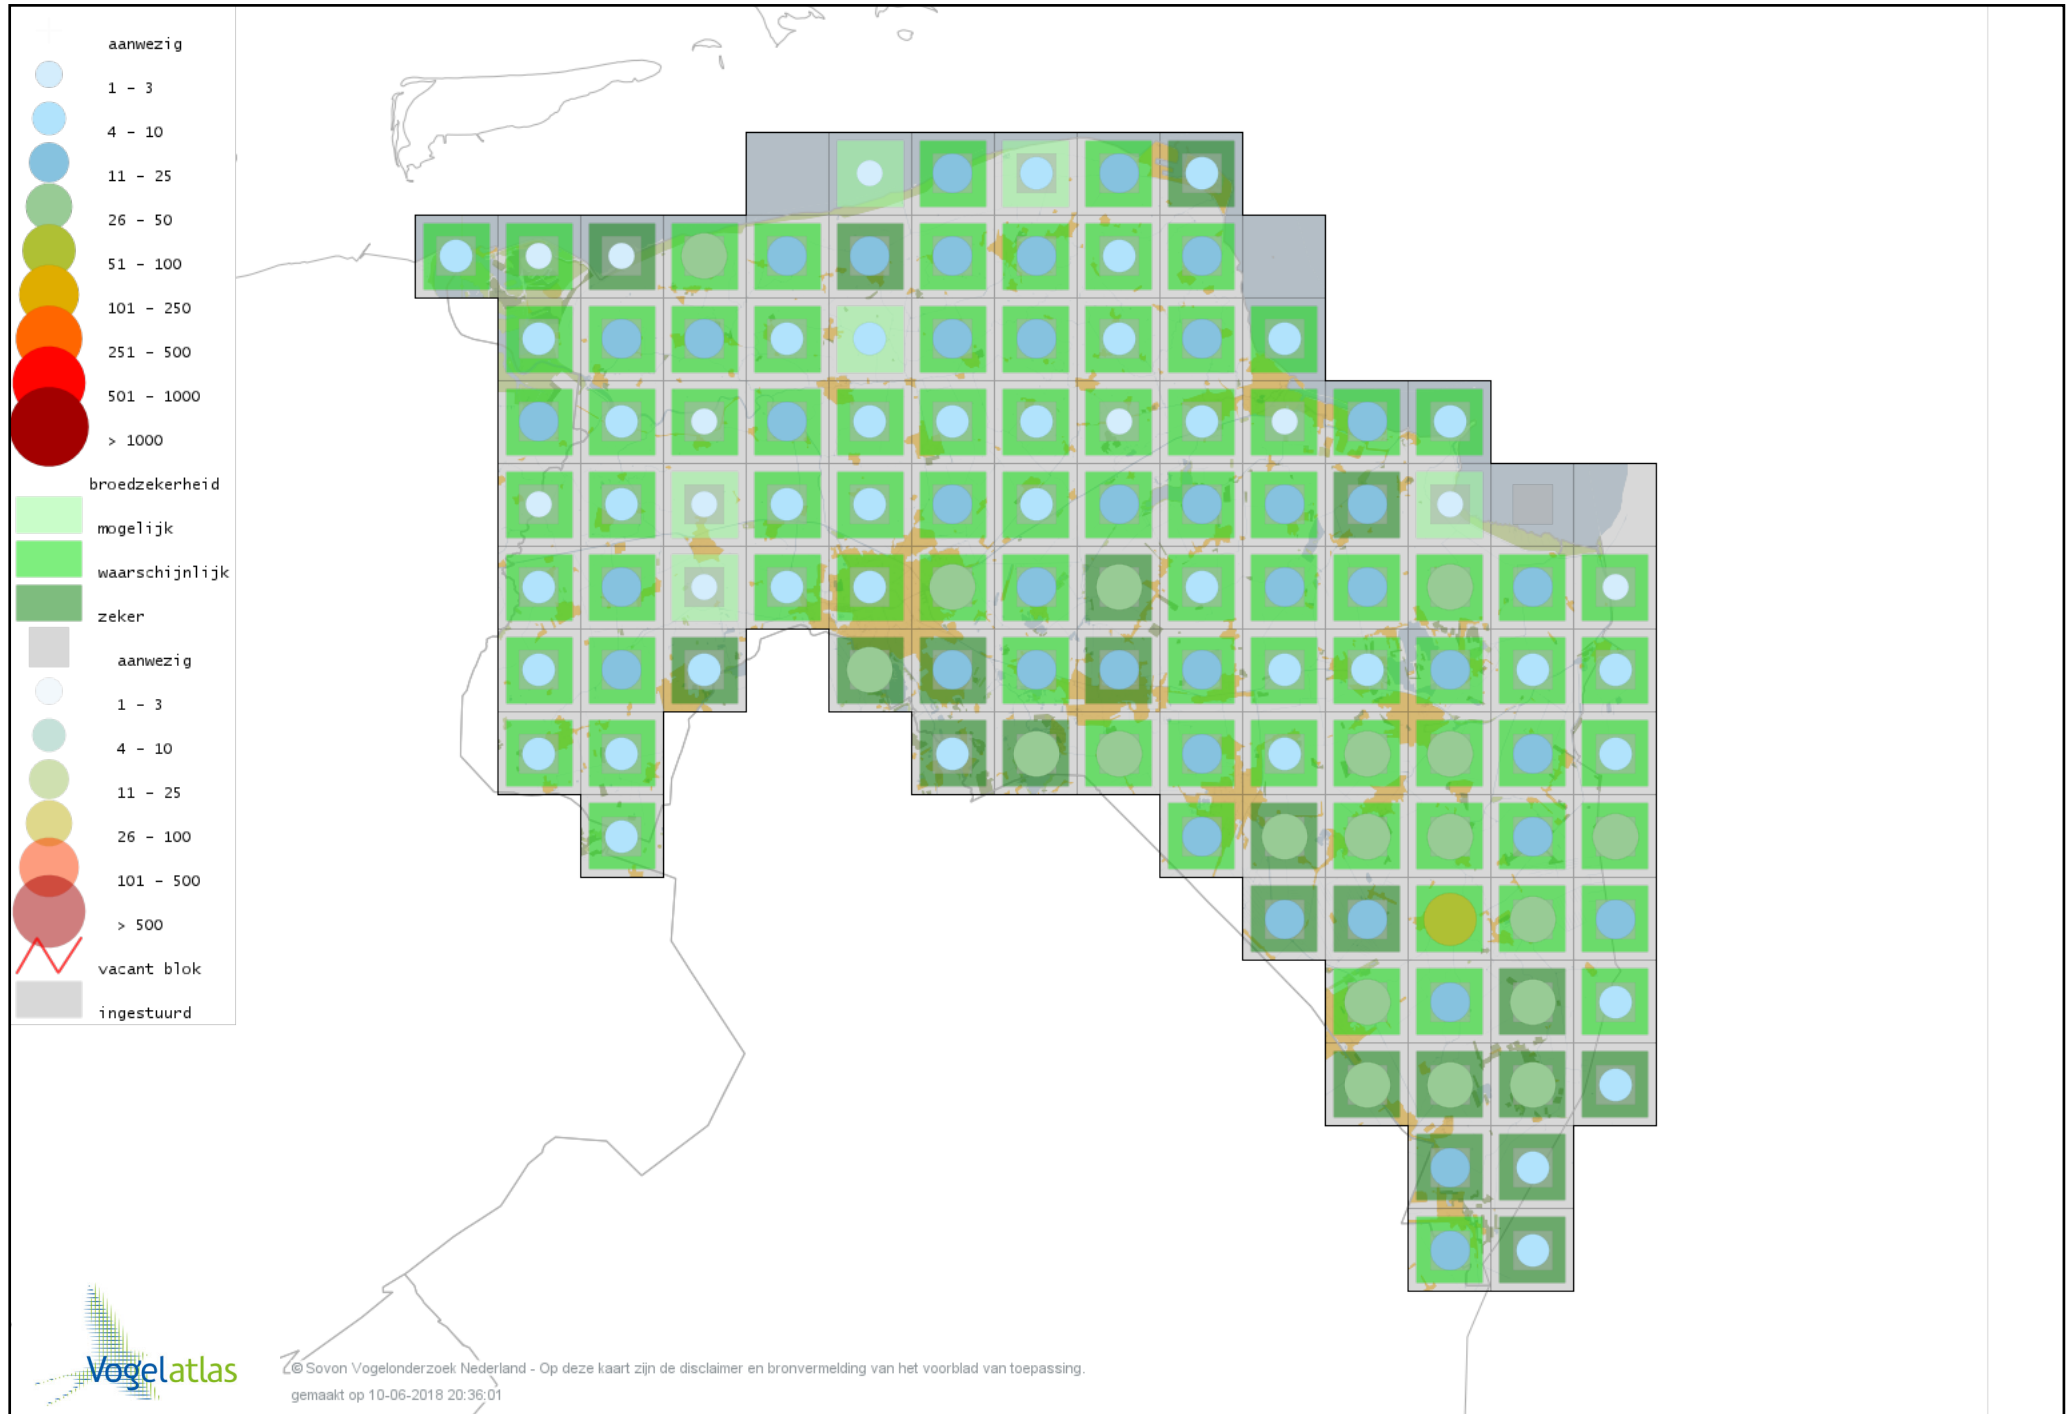 aanwezig
1 - 3
4 - 10
11 - 25
26 - 50
51 - 100
101 - 250
251 - 500
501 - 1000
> 1000
broedzekerheid
mogelijk
waarschijnlijk
zeker
aanwezig
1 - 3
4 - 10
11 - 25
26 - 100
101 - 500
> 500
vacant blok
ingestuurd
Vogelatlas
© Sovon Vogelonderzoek Nederland - Op deze kaart zijn de disclaimer en bronvermelding van het voorblad van toepassing.
gemaakt op 10-06-2018 20:36:01